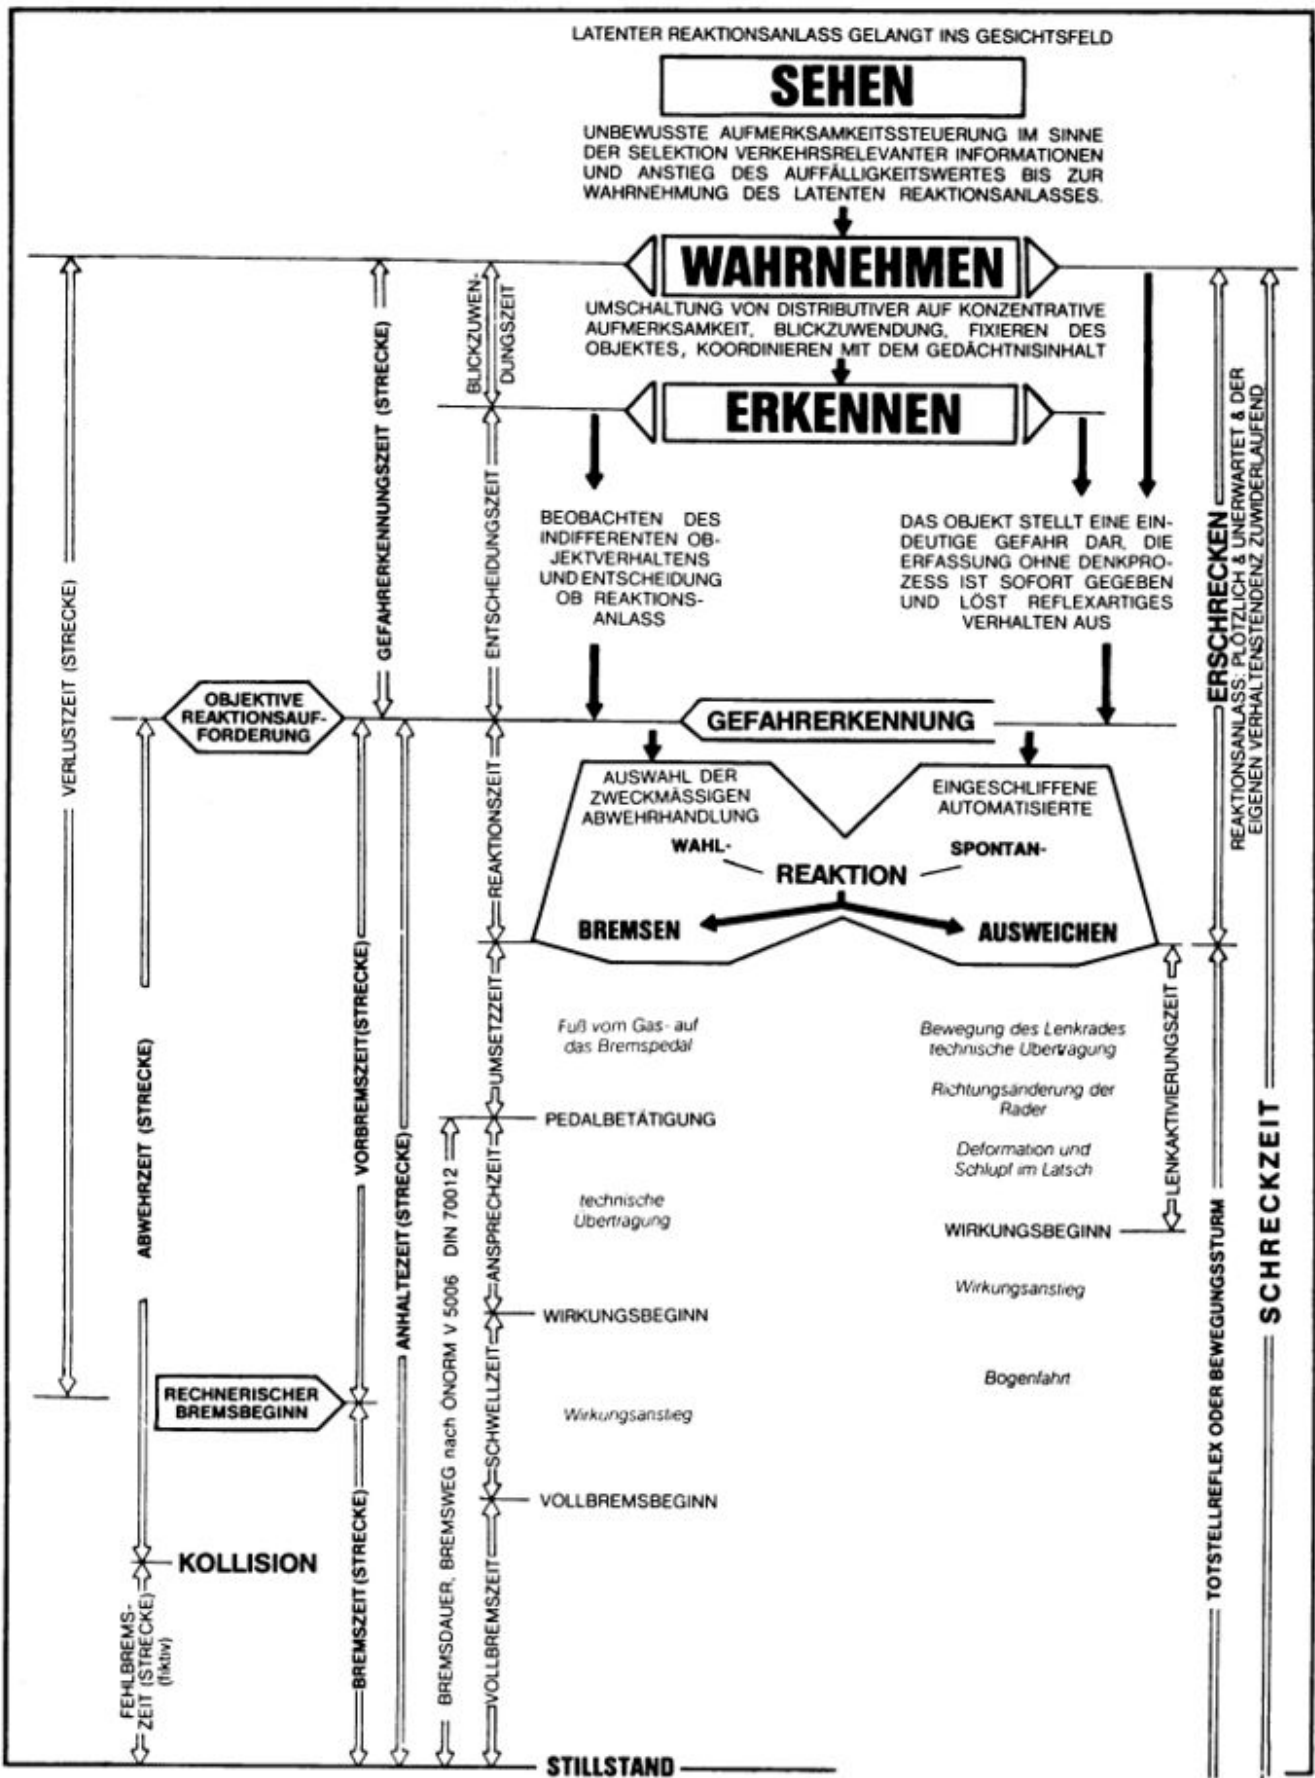 LATENTER REAKTIONSANLASS GELANGT INS GESICHTSFELD
SEHEN
UNBEWUSSTE AUFMERKSAMKEITSSTEUERUNG IM SINNE
DER SELEKTION VERKEHRSRELEVANTER INFORMATIONEN
UND ANSTIEG DES AUFFÄLLIGKEITSWERTES BIS ZUR
WAHRNEHMUNG DES LATENTEN REAKTIONSANLASSES.
WAHRNEHMEN
UMSCHALTUNG VON DISTRIBUTIVER AUF KONZENTRATIVE
AUFMERKSAMKEIT, BLICKZUWENDUNG, FIXIEREN DES
OBJEKTES, KOORDINIEREN MIT DEM GEDÄCHTNISINHALT
ERKENNEN
BEOBACHTEN DES
INDIFFERENTEN OB-
JEKTVERHALTENS
UND ENTSCHEIDUNG
OB REAKTIONS-
ANLASS
DAS OBJEKT STELLT EINE EIN-
DEUTIGE GEFAHR DAR, DIE
ERFASSUNG OHNE DENKPRO-
ZESS IST SOFORT GEGEBEN
UND LÖST REFLEXARTIGES
VERHALTEN AUS
OBJEKTIVE
REAKTIONSAUF-
FORDERUNG
GEFAHRERKENNUNG
AUSWAHL DER
ZWECKMÄSSIGEN
ABWEHRHANDLUNG
EINGESCHLIFFENE
AUTOMATISIERTE
WAHL-
SPONTAN-
REAKTION
BREMSEN
AUSWEICHEN
Fuß vom Gas- auf
das Bremspedal
PEDALBETÄTIGUNG
technische
Übertragung
WIRKUNGSBEGINN
Wirkungsanstieg
VOLLBREMSBEGINN
Bewegung des Lenkrades
technische Übertragung
Richtungsänderung der
Räder
Deformation und
Schlupf im Latsch
WIRKUNGSBEGINN
Wirkungsanstieg
Bogenfahrt
RECHNERISCHER
BREMSBEGINN
KOLLISION
STILLSTAND
VERLUSTZEIT (STRECKE)
ABWEHRZEIT (STRECKE)
FEHLBREMS-
ZEIT (STRECKE)
(fiktiv)
GEFAHRERKENNUNGSZEIT (STRECKE)
VORBREMSZEIT (STRECKE)
BREMSZEIT (STRECKE)
ANHALTEZEIT (STRECKE)
BREMSDAUER, BREMSWEG nach ÖNORM V 5006 DIN 70012
BLICKZUWEN-
DUNGSZEIT
ENTSCHEIDUNGSZEIT
REAKTIONSZEIT
UMSETZZEIT
ANSPRECHZEIT
SCHWELLZEIT
VOLLBREMSZEIT
LENKAKTIVIERUNGSZEIT
ERSCHRECKEN
REAKTIONSANLASS: PLÖTZLICH & UNERWARTET & DER
EIGENEN VERHALTENSTENDENZ ZUWIDERLAUFEND
TOTSTELLREFLEX ODER BEWEGUNGSSTURM
SCHRECKZEIT